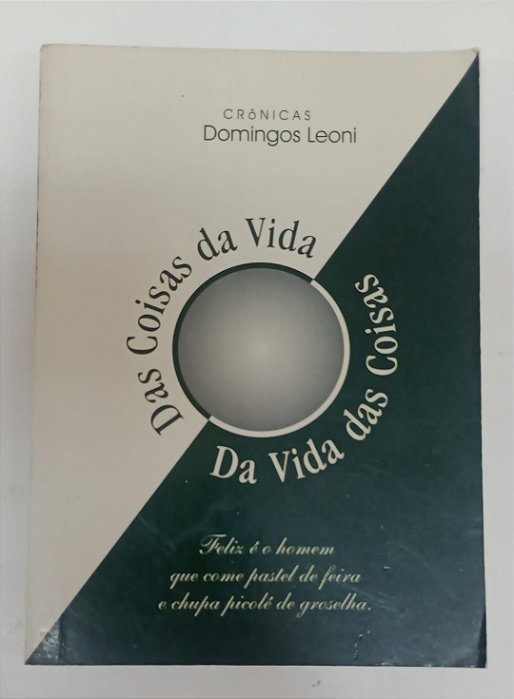 CRôNICAS
Domingos Leoni
Das Coisas da Vida
Da Vida das Coisas
Feliz é o homem
que come pastel de feira
e chupa picolé de groselha.